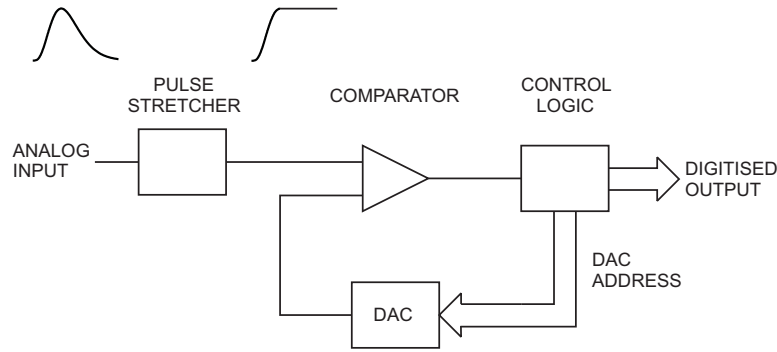 PULSE
STRETCHER
COMPARATOR
CONTROL
LOGIC
ANALOG
INPUT
DIGITISED
OUTPUT
DAC
ADDRESS
DAC